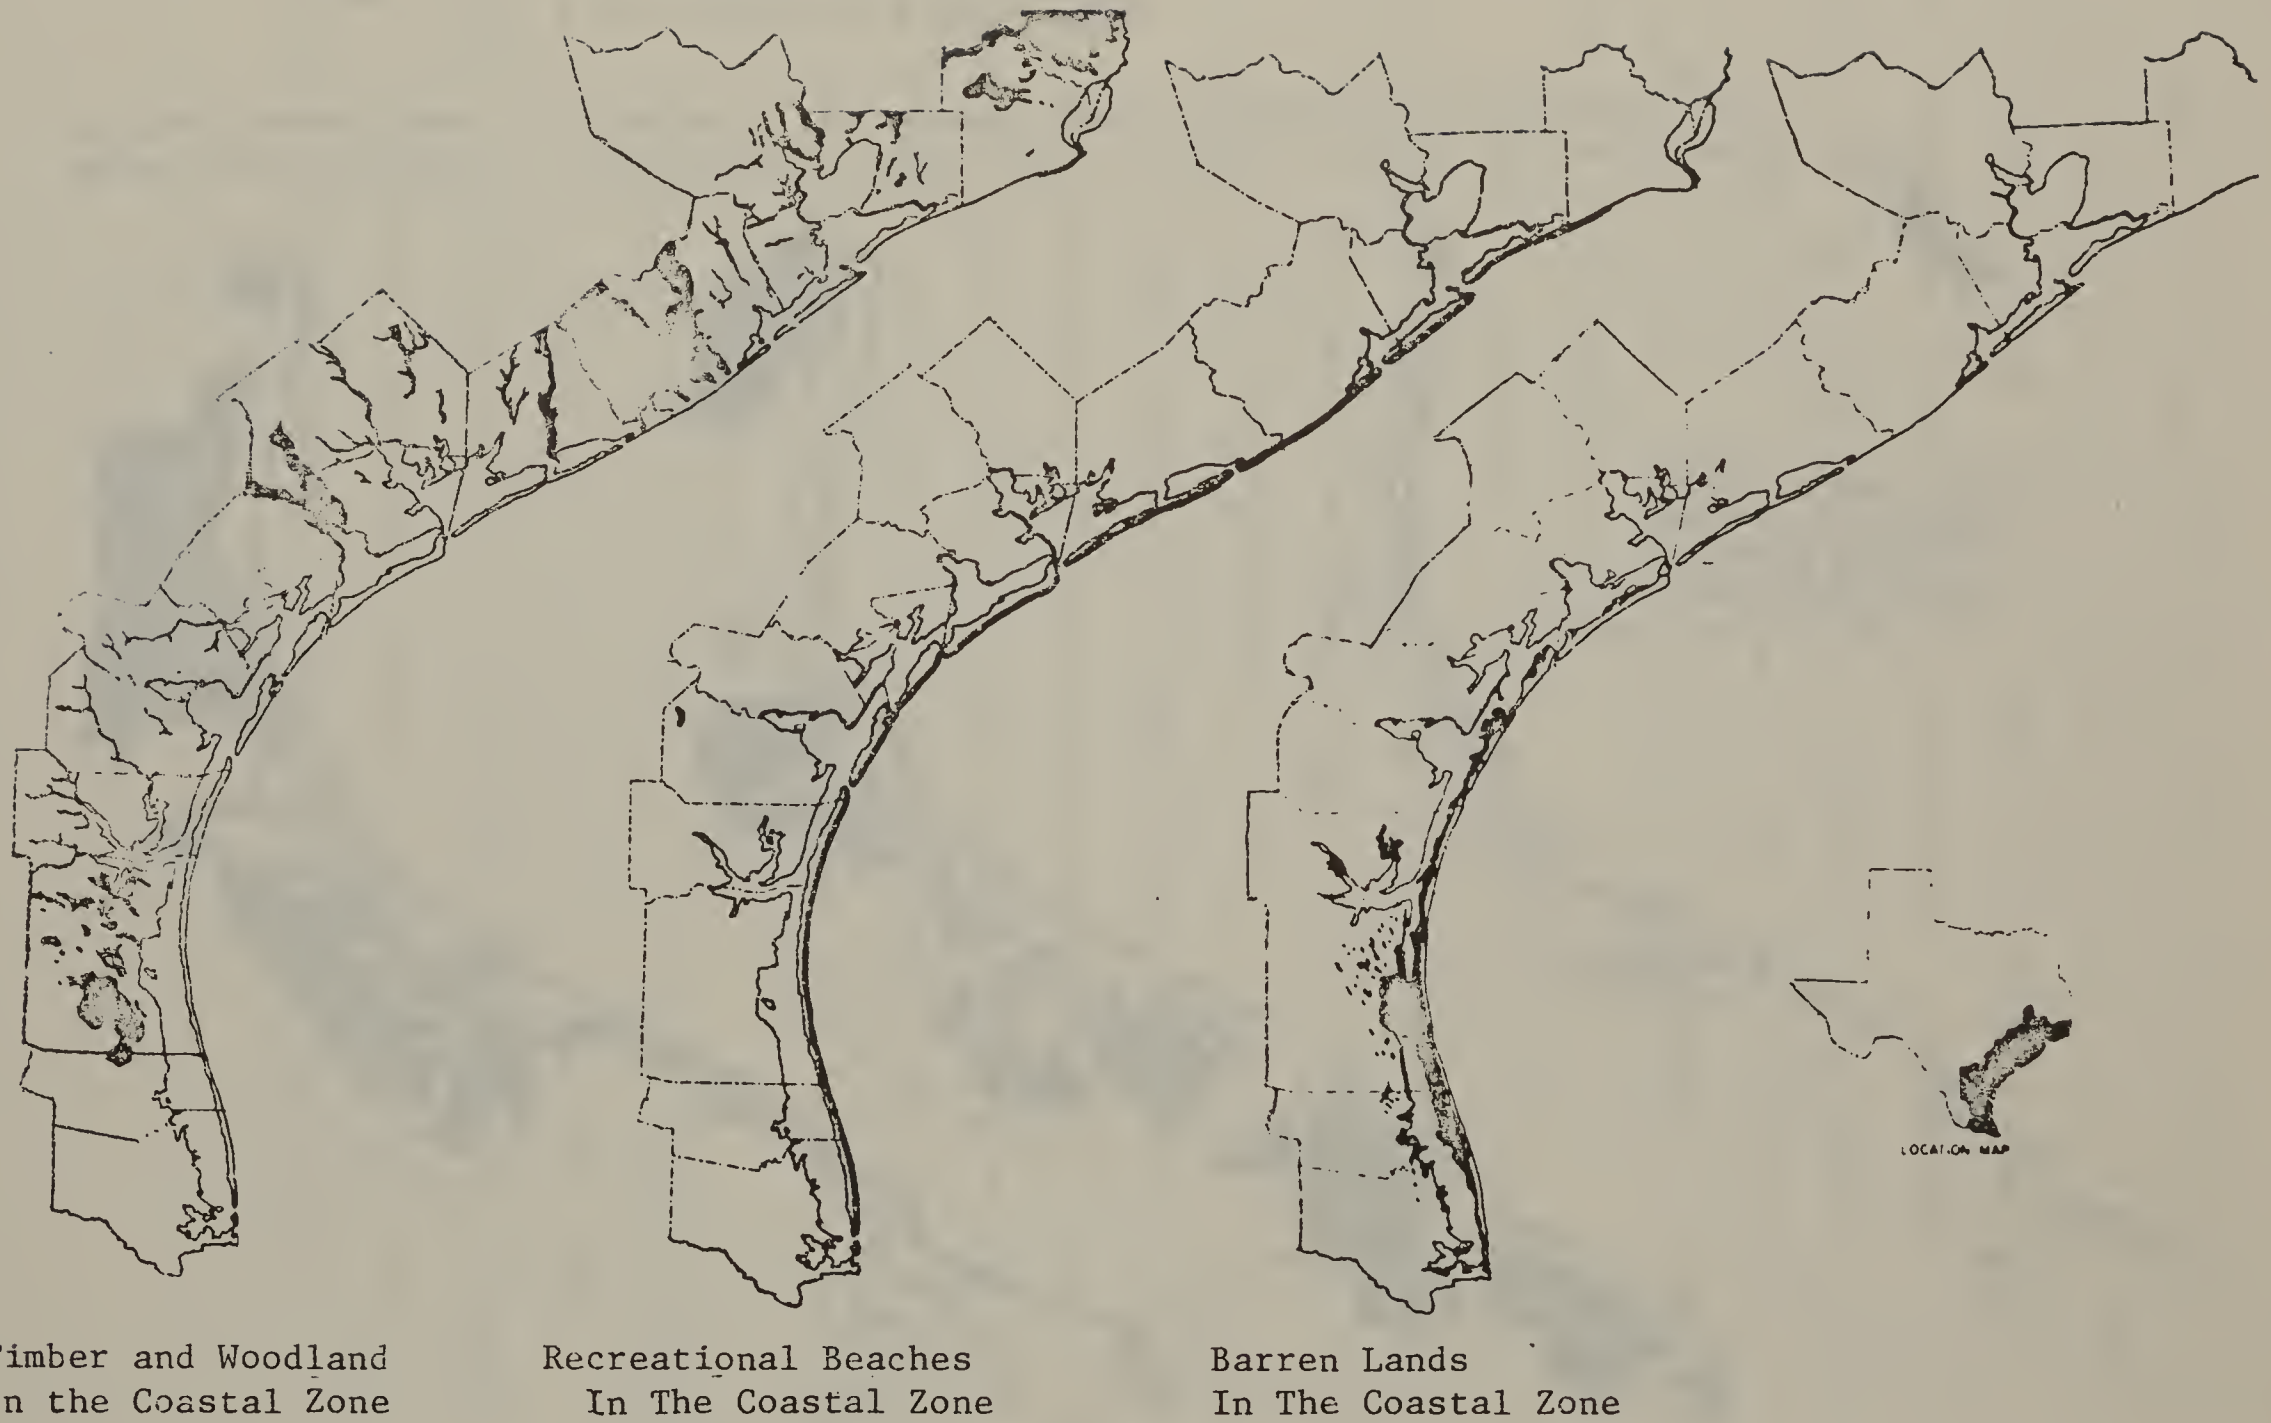 LOCATION MAP
imber and Woodland
n the Coastal Zone
Recreational Beaches
In The Coastal Zone
Barren Lands
In The Coastal Zone